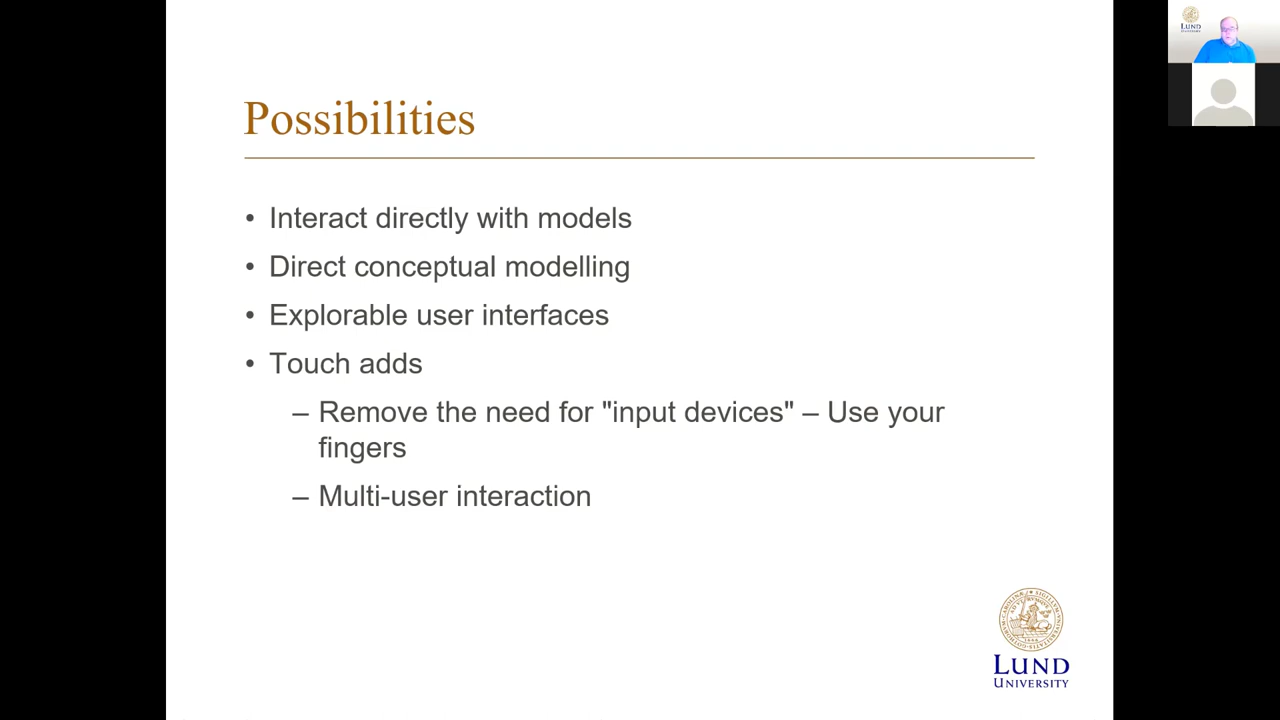 Possibilities
• Interact directly with models
• Direct conceptual modelling
• Explorable user interfaces
• Touch adds
– Remove the need for "input devices" – Use your
fingers
– Multi-user interaction
LUND
UNIVERSITY
LUND